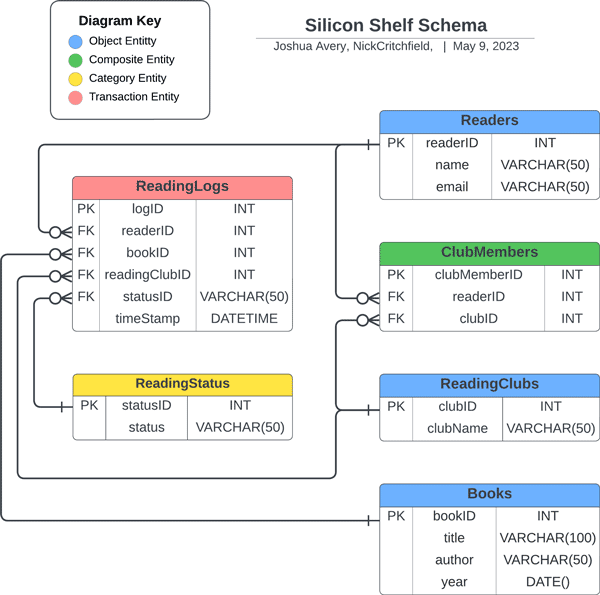 Diagram Key
Object Entitty
Composite Entity
Category Entity
Transaction Entity
Silicon Shelf Schema
Joshua Avery, NickCritchfield, | May 9, 2023
Readers
PK readerID INT
name VARCHAR(50)
email VARCHAR(50)
ReadingLogs
PK logID INT
FK readerID INT
FK bookID INT
FK readingClubID INT
FK statusID VARCHAR(50)
timeStamp DATETIME
ClubMembers
PK clubMemberID INT
FK readerID INT
FK clubID INT
ReadingStatus
PK statusID INT
status VARCHAR(50)
ReadingClubs
PK clubID INT
clubName VARCHAR(50)
Books
PK bookID INT
title VARCHAR(100)
author VARCHAR(50)
year DATE()